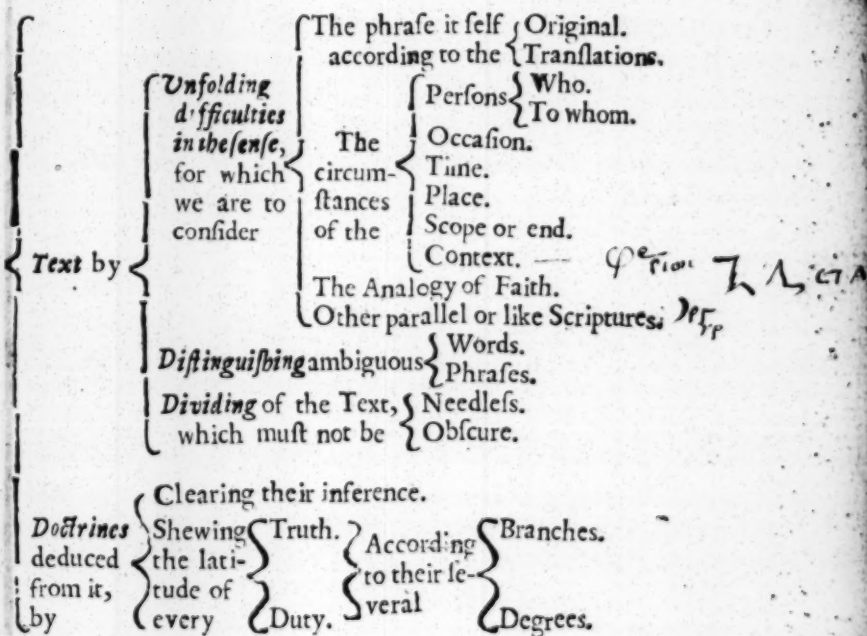 Text by
Unfolding
difficulties
in the ſenſe,
for which
we are to
conſider
The phraſe it ſelf
according to the
Original.
Tranſlations.
The
circum-
ſtances
of the
Perſons
Who.
To whom.
Occaſion.
Time.
Place.
Scope or end.
Context.
The Analogy of Faith.
Other parallel or like Scriptures.
Diſtinguiſhing ambiguous
Words.
Phraſes.
Dividing of the Text,
which muſt not be
Needleſs.
Obſcure.
Doctrines
deduced
from it,
by
Clearing their inference.
Shewing
the lati-
tude of
every
Truth.
Duty.
According
to their ſe-
veral
Branches.
Degrees.